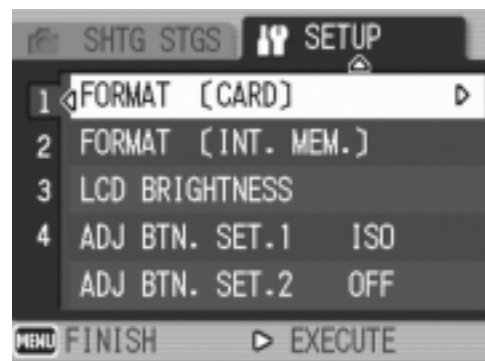 SHTG STGS SETUP
1 FORMAT [CARD]
2 FORMAT [INT. MEM.]
3 LCD BRIGHTNESS
4 ADJ BTN. SET.1 ISO
ADJ BTN. SET.2 OFF
MENU FINISH EXECUTE